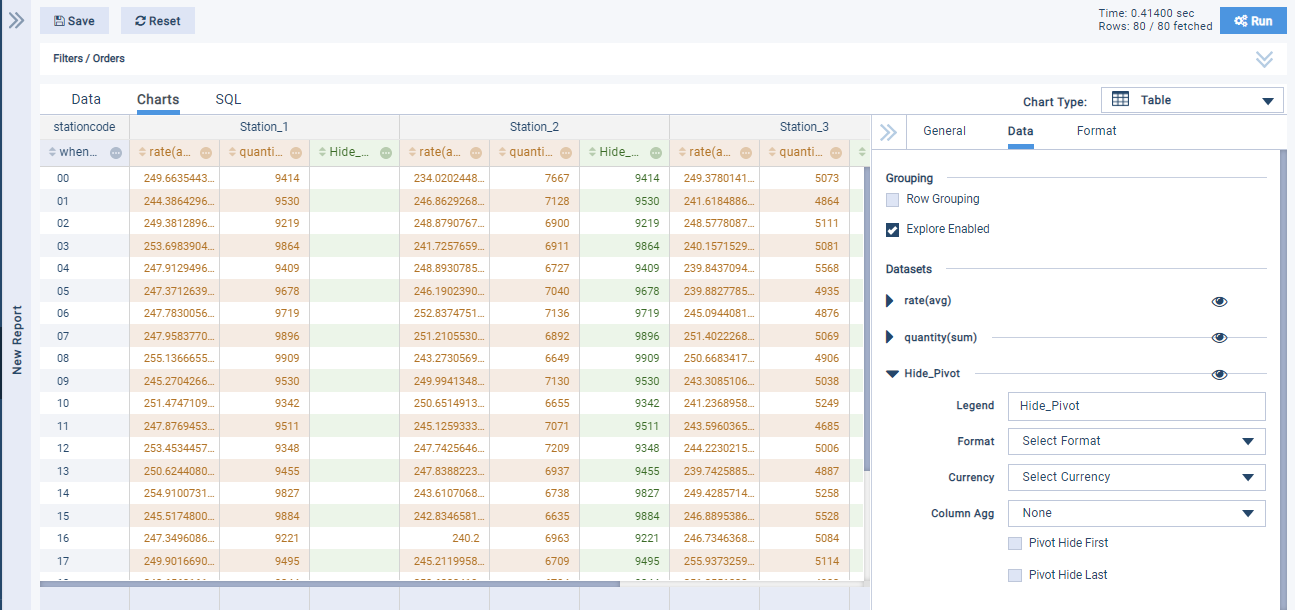 Save Reset
Time: 0.41400 sec
Rows: 80 / 80 fetched
Run
Filters / Orders
Data Charts SQL
Chart Type: Table
stationcode Station_1 Station_2 Station_3
when... rate(a... quanti... Hide_... rate(a... quanti... Hide_... rate(a... quanti...
00 249.6635443... 9414 234.0202448... 7667 9414 249.3780141... 5073
01 244.3864296... 9530 246.8629268... 7128 9530 241.6184886... 4864
02 249.3812896... 9219 248.8790767... 6900 9219 248.5778087... 5111
03 253.6983904... 9864 241.7257659... 6911 9864 240.1571529... 5081
04 247.9129496... 9409 248.8930785... 6727 9409 239.8437094... 5568
05 247.3712639... 9678 246.1902390... 7040 9678 239.8827785... 4935
06 247.7830056... 9719 252.8374751... 7136 9719 245.0944081... 4876
07 247.9583770... 9896 251.2105530... 6892 9896 251.4022268... 5069
08 255.1366655... 9909 243.2730569... 6649 9909 250.6683417... 4906
09 245.2704266... 9530 249.9941348... 7130 9530 243.3085106... 5038
10 251.4747109... 9342 250.6514913... 6655 9342 241.2368958... 5249
11 247.8769453... 9511 245.1259333... 7071 9511 243.5960365... 4685
12 253.4534457... 9348 247.7425646... 7209 9348 244.2230215... 5006
13 250.6244080... 9455 247.8388223... 6937 9455 239.7425885... 4887
14 254.9100731... 9827 243.6107068... 6738 9827 249.4285714... 5258
15 245.5174800... 9884 242.8346581... 6635 9884 246.8895386... 5528
16 247.3496086... 9221 240.2 6963 9221 246.7346368... 5084
17 249.9016690... 9495 245.2119958... 6709 9495 255.9373259... 5114
General Data Format
Grouping
Row Grouping
Explore Enabled
Datasets
rate(avg)
quantity(sum)
Hide_Pivot
Legend Hide_Pivot
Format Select Format
Currency Select Currency
Column Agg None
Pivot Hide First
Pivot Hide Last
New Report